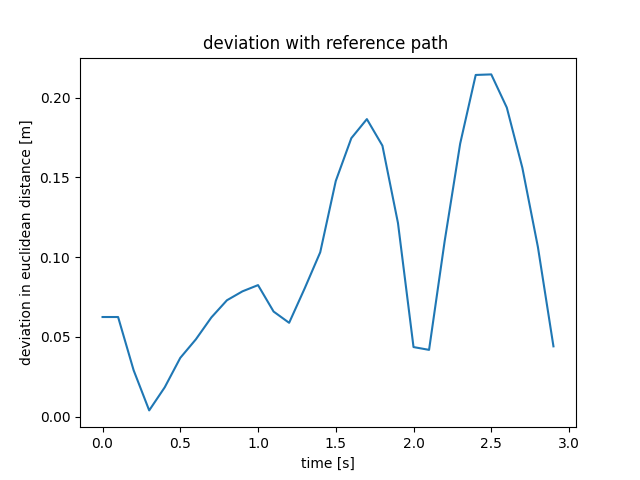 deviation with reference path
deviation in euclidean distance [m]
0.20
0.15
0.10
0.05
0.00
0.0 0.5 1.0 1.5 2.0 2.5 3.0
time [s]